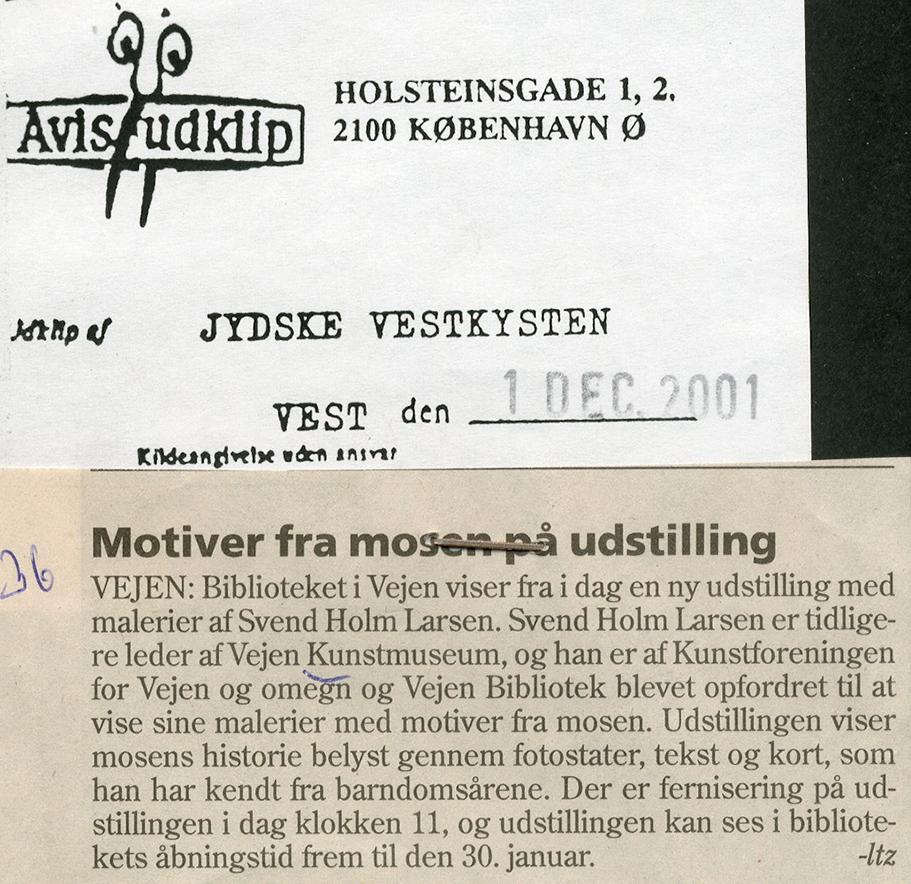 Avis/udklip
HOLSTEINSGADE 1, 2.
2100 KØBENHAVN Ø
JYDSKE VESTKYSTEN
VEST den 1 DEC. 2001
Kildeangivelse uden ansvar
36
Motiver fra mosen på udstilling
VEJEN: Biblioteket i Vejen viser fra i dag en ny udstilling med
malerier af Svend Holm Larsen. Svend Holm Larsen er tidlige-
re leder af Vejen Kunstmuseum, og han er af Kunstforeningen
for Vejen og omegn og Vejen Bibliotek blevet opfordret til at
vise sine malerier med motiver fra mosen. Udstillingen viser
mosens historie belyst gennem fotostater, tekst og kort, som
han har kendt fra barndomsårene. Der er fernisering på ud-
stillingen i dag klokken 11, og udstillingen kan ses i bibliote-
kets åbningstid frem til den 30. januar.
-ltz